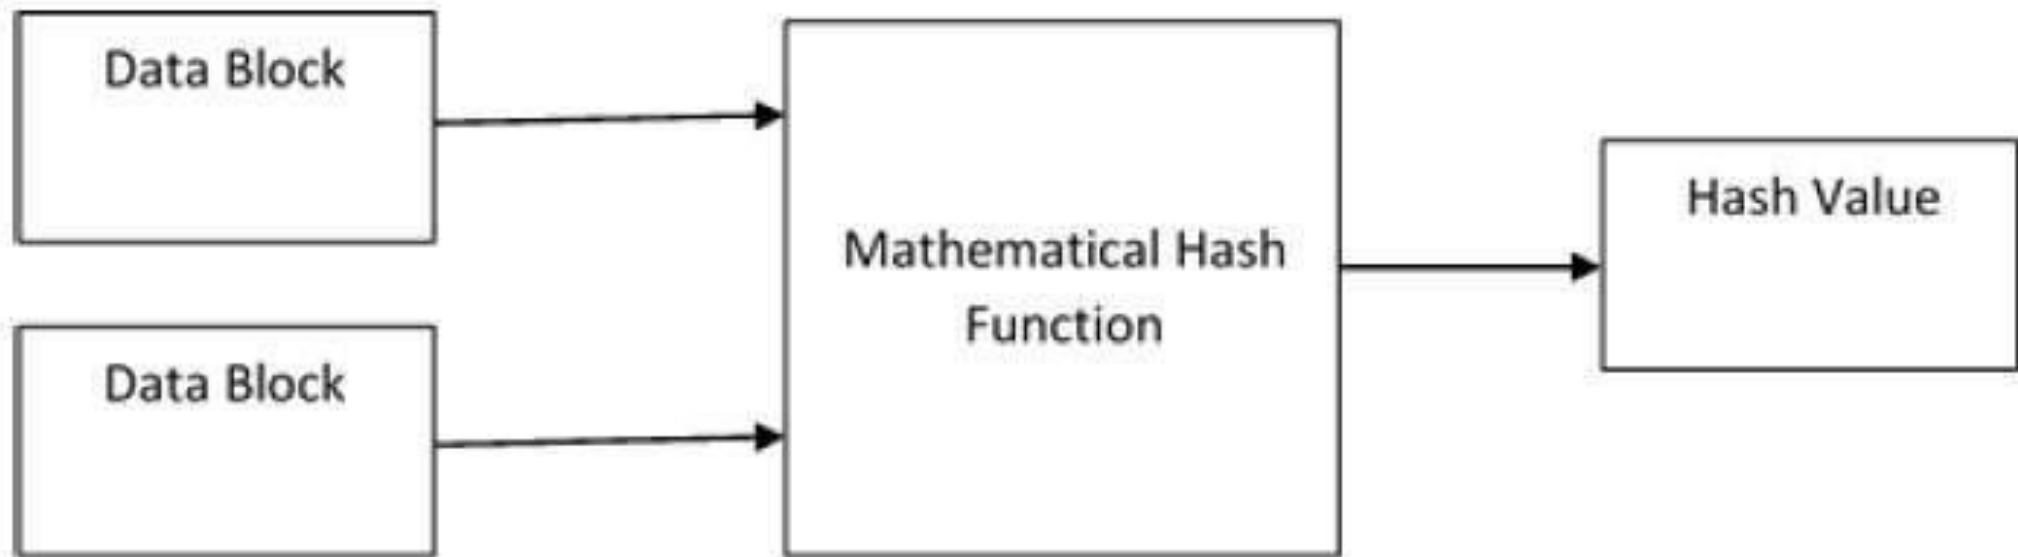 Data Block
Data Block
Mathematical Hash
Function
Hash Value